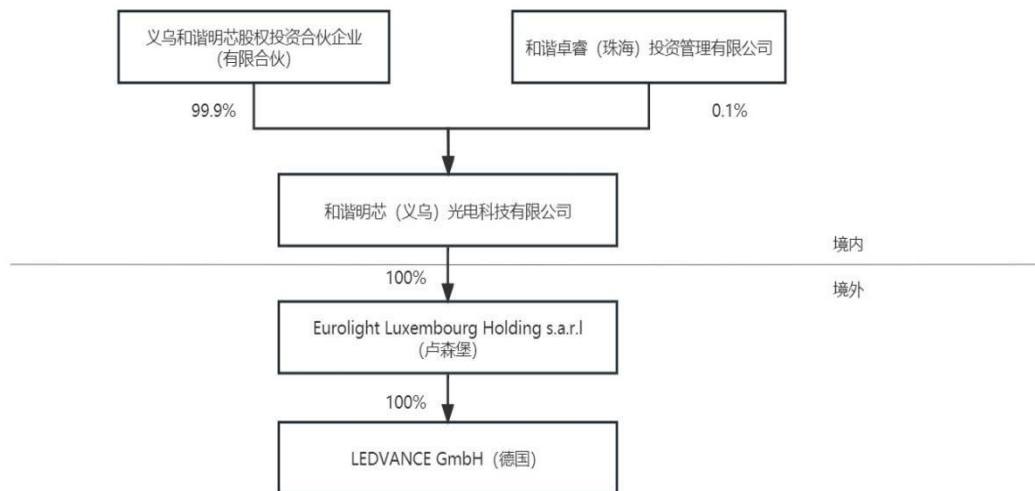 义乌和谐明芯股权投资合伙企业
(有限合伙)
和谐卓睿（珠海）投资管理有限公司
99.9%
0.1%
和谐明芯（义乌）光电科技有限公司
境内
100%
境外
Eurolight Luxembourg Holding s.a.r.l
(卢森堡)
100%
LEDVANCE GmbH（德国）